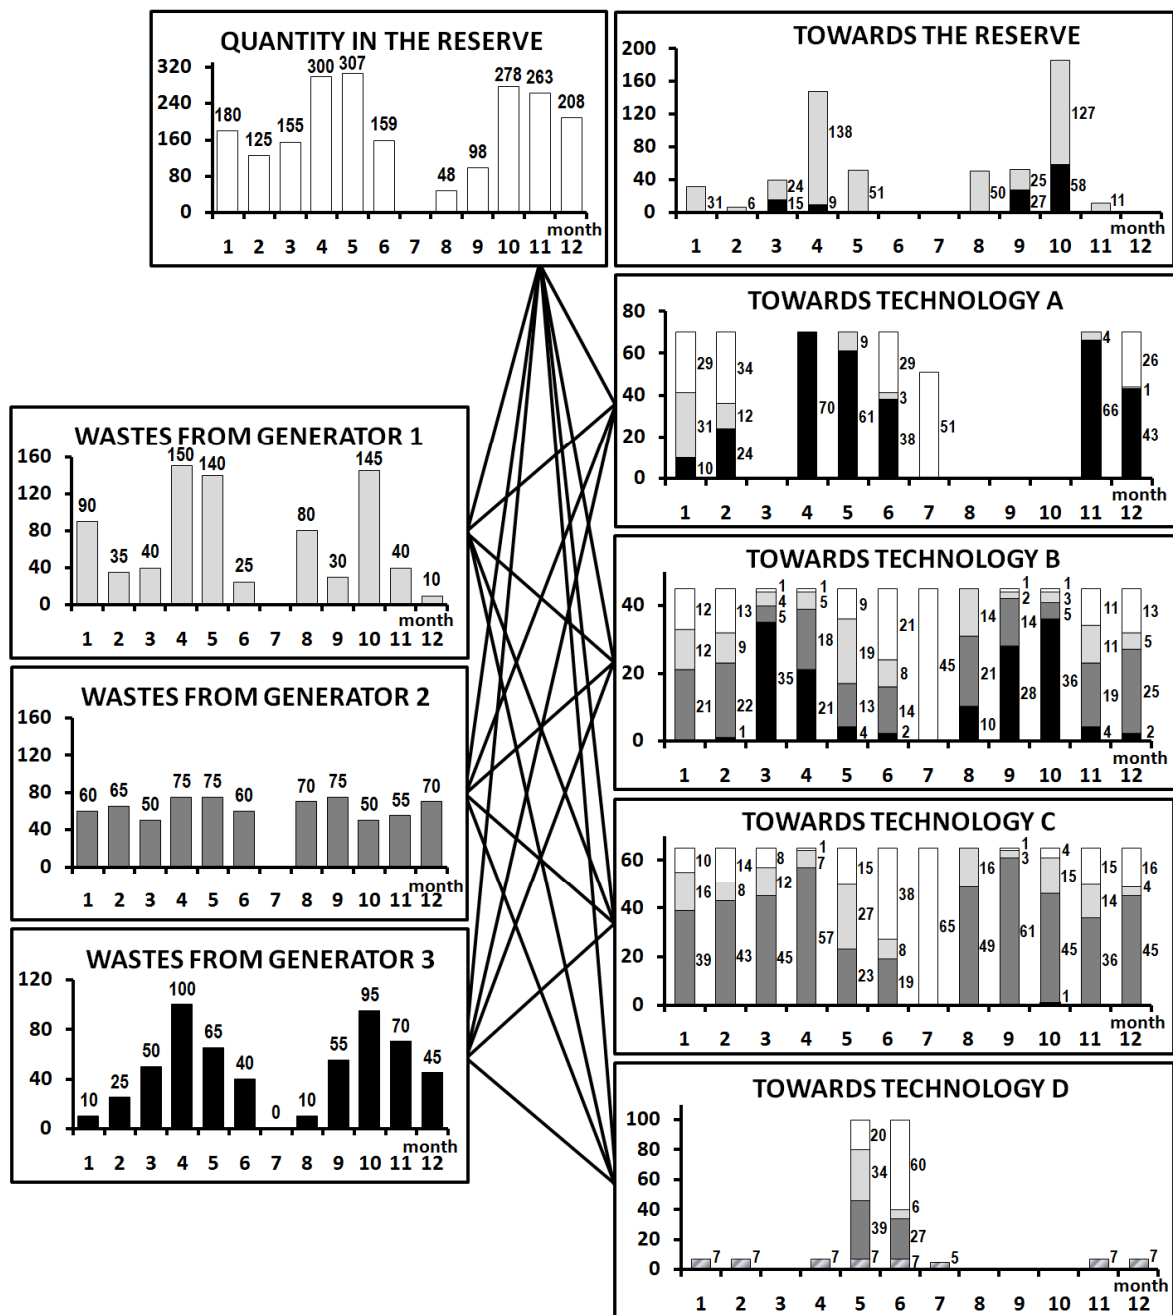 QUANTITY IN THE RESERVE
320
240
160
80
0
180 125 155 300 307 159 48 98 278 263 208
month
1 2 3 4 5 6 7 8 9 10 11 12
TOWARDS THE RESERVE
200
160
120
80
40
0
31 6 24 15 138 9 51 50 25 27 127 58 11
month
1 2 3 4 5 6 7 8 9 10 11 12
TOWARDS TECHNOLOGY A
80
60
40
20
0
29 34 9 29 4 26
31 12 3 1
10 24 70 61 38 51 66 43
month
1 2 3 4 5 6 7 8 9 10 11 12
WASTES FROM GENERATOR 1
160
120
80
40
0
90 35 40 150 140 25 80 30 145 40 10
month
1 2 3 4 5 6 7 8 9 10 11 12
TOWARDS TECHNOLOGY B
40
20
0
12 13 1 1 9 21 1 1 11 13
12 9 4 5 19 8 14 2 3 11 5
21 22 5 18 13 14 45 21 14 5 19 25
1 35 21 4 2 10 28 36 4 2
month
1 2 3 4 5 6 7 8 9 10 11 12
WASTES FROM GENERATOR 2
160
120
80
40
0
60 65 50 75 75 60 70 75 50 55 70
month
1 2 3 4 5 6 7 8 9 10 11 12
TOWARDS TECHNOLOGY C
60
40
20
0
10 14 8 1 15 38 1 4 15 16
16 8 12 7 27 8 16 3 15 14 4
39 43 45 57 23 19 65 49 61 45 36 45
1
month
1 2 3 4 5 6 7 8 9 10 11 12
WASTES FROM GENERATOR 3
120
80
40
0
10 25 50 100 65 40 0 10 55 95 70 45
month
1 2 3 4 5 6 7 8 9 10 11 12
TOWARDS TECHNOLOGY D
100
80
60
40
20
0
20 60
34 6
39 27
7 7 7 7 7 5 7 7
month
1 2 3 4 5 6 7 8 9 10 11 12